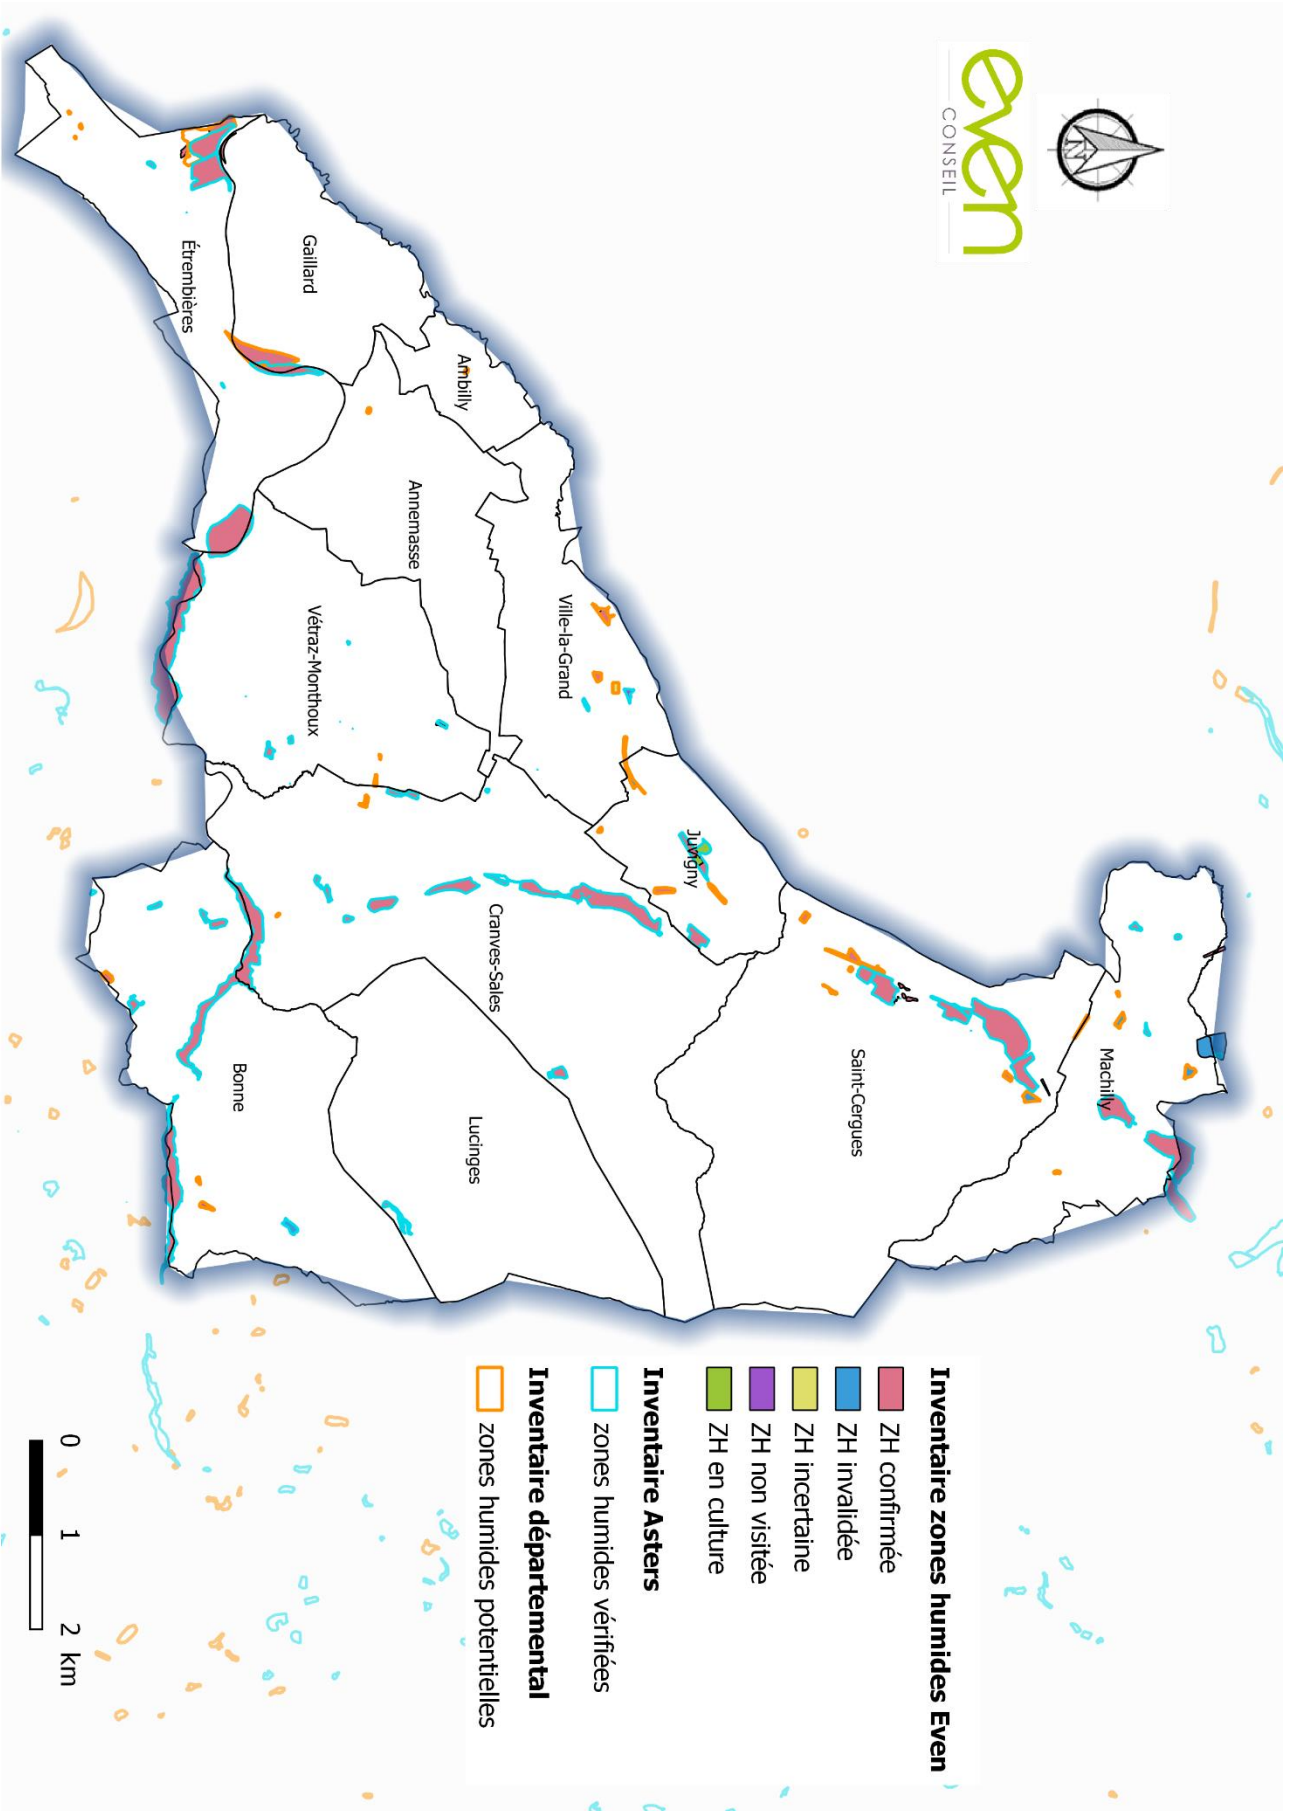 even
CONSEIL
N
Machilly
Saint-Cergues
Juvigny
Ville-la-Grand
Ambilly
Cranves-Sales
Lucinges
Annemasse
Gaillard
Vétraz-Monthoux
Bonne
Étrembières
Inventaire zones humides Even
ZH confirmée
ZH invalidée
ZH incertaine
ZH non visitée
ZH en culture
Inventaire Asters
zones humides vérifiées
Inventaire départemental
zones humides potentielles
0 1 2 km